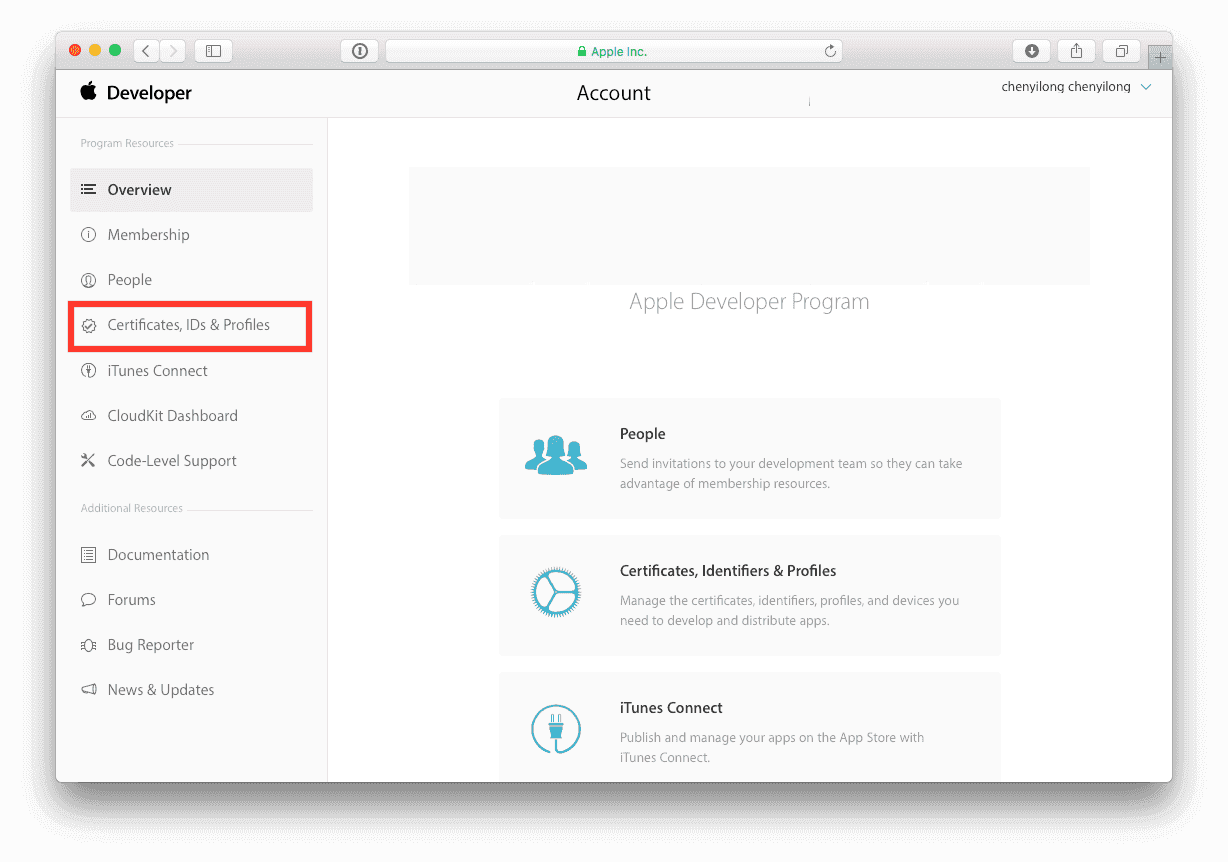 Apple Inc.
Developer
Account
chenyilong chenyilong
Program Resources
Overview
Membership
People
Certificates, IDs & Profiles
iTunes Connect
CloudKit Dashboard
Code-Level Support
Additional Resources
Documentation
Forums
Bug Reporter
News & Updates
Apple Developer Program
People
Send invitations to your development team so they can take
advantage of membership resources.
Certificates, Identifiers & Profiles
Manage the certificates, identifiers, profiles, and devices you
need to develop and distribute apps.
iTunes Connect
Publish and manage your apps on the App Store with
iTunes Connect.